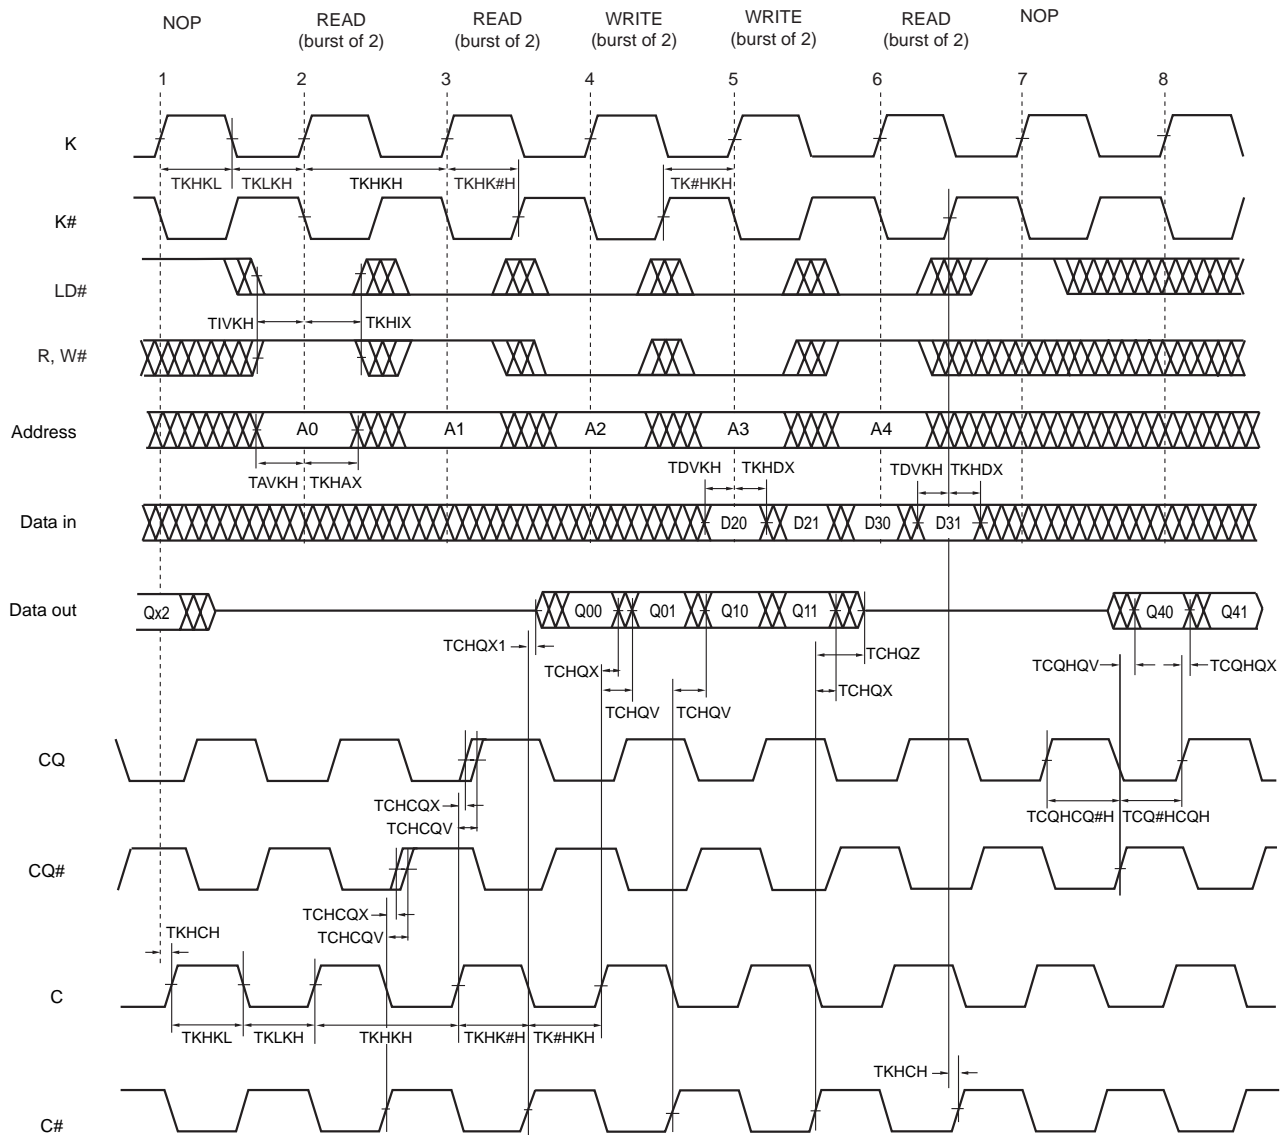 NOP READ READ WRITE WRITE READ NOP
(burst of 2) (burst of 2) (burst of 2) (burst of 2) (burst of 2)
1 2 3 4 5 6 7 8
K
TKHKL TKLKH TKHKH TKHK#H TK#HKH
K#
LD#
TIVKH TKHIX
R, W#
Address A0 A1 A2 A3 A4
TAVKH TKHAX TDVKH TKHDX TDVKH TKHDX
Data in D20 D21 D30 D31
Data out Qx2 Q00 Q01 Q10 Q11 Q40 Q41
TCHQX1 TCHQX TCHQZ TCQHQV TCQHQX
TCHQX
TCHQV TCHQV
CQ
TCHCQX TCQHCQ#H TCQ#HCQH
TCHCQV
CQ#
TCHCQX
TKHCH TCHCQV
C
TKHKL TKLKH TKHKH TKHK#H TK#HKH
TKHCH
C#